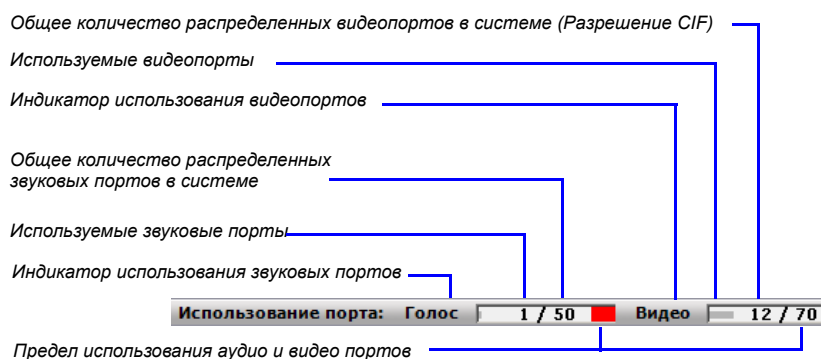 Общее количество распределенных видеопортов в системе (Разрешение CIF)
Используемые видеопорты
Индикатор использования видеопортов
Общее количество распределенных
звуковых портов в системе
Используемые звуковые порты
Индикатор использования звуковых портов
Использование порта: Голос 1 / 50 Видео 12 / 70
Предел использования аудио и видео портов